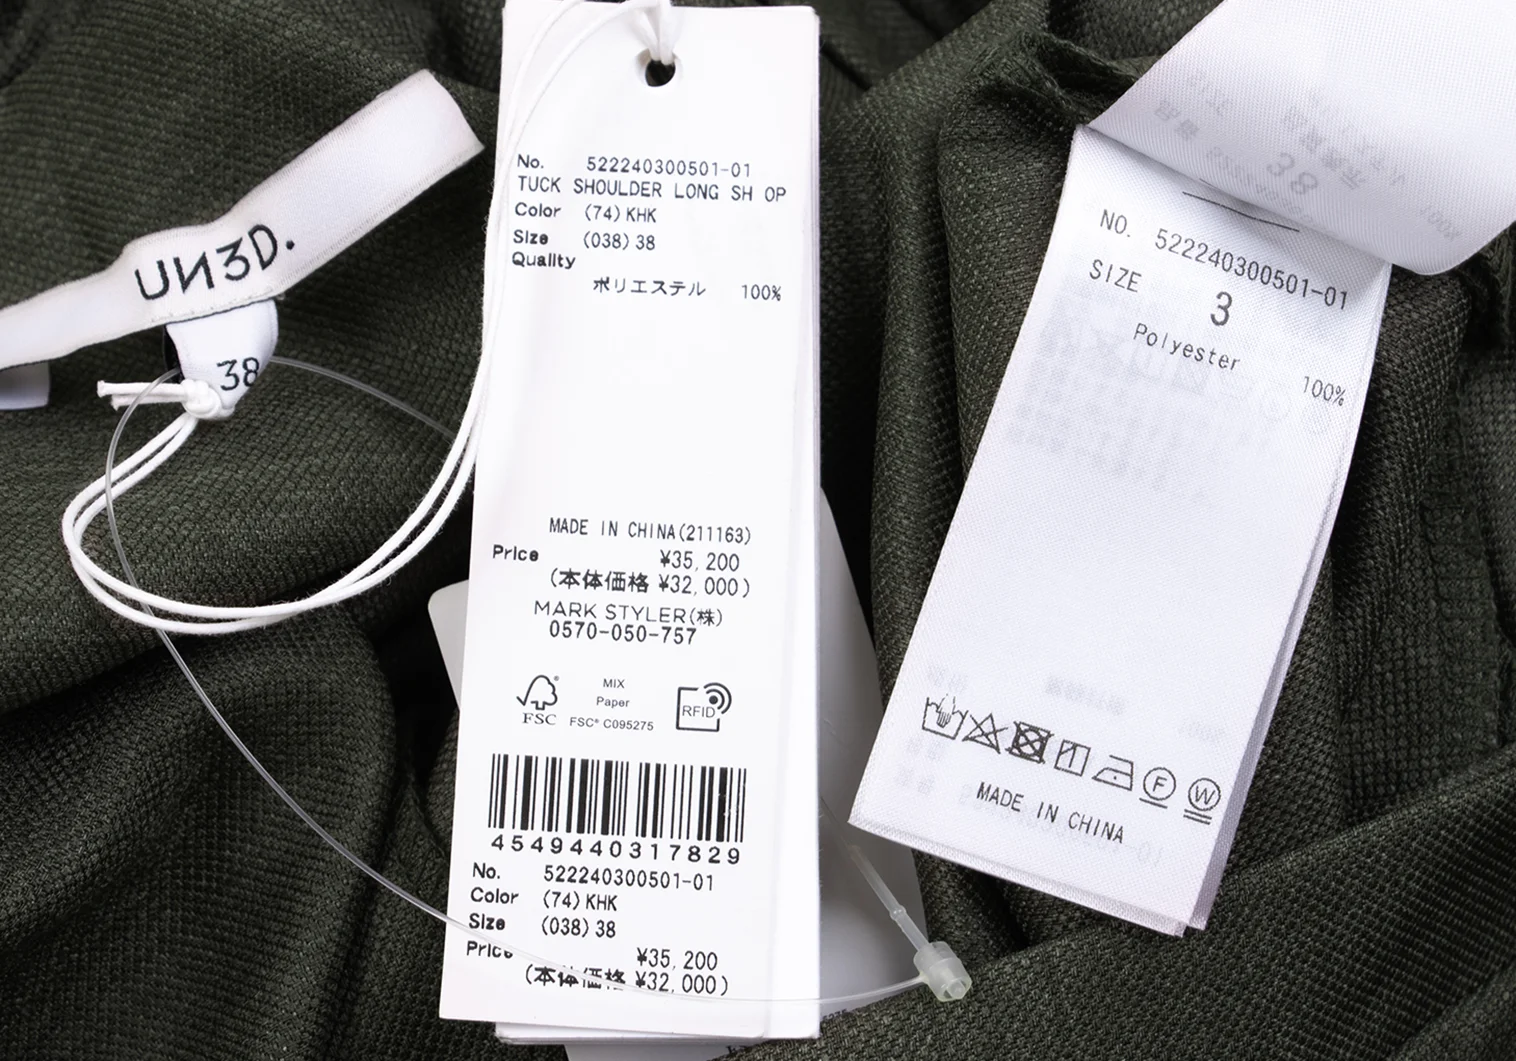 UN3D.
38
No. 522240300501-01
TUCK SHOULDER LONG SH OP
Color (74) KHK
Size (038) 38
Quality
ポリエステル 100%
MADE IN CHINA(211163)
Price ¥35,200
(本体価格 ¥32,000)
MARK STYLER(株)
0570-050-757
FSC
MIX
Paper
FSC® C095275
RFID
4549440317829
No. 522240300501-01
Color (74) KHK
Size (038) 38
Price ¥35,200
(本体価格 ¥32,000)
NO. 522240300501-01
SIZE 3
Polyester
100%
F
W
MADE IN CHINA